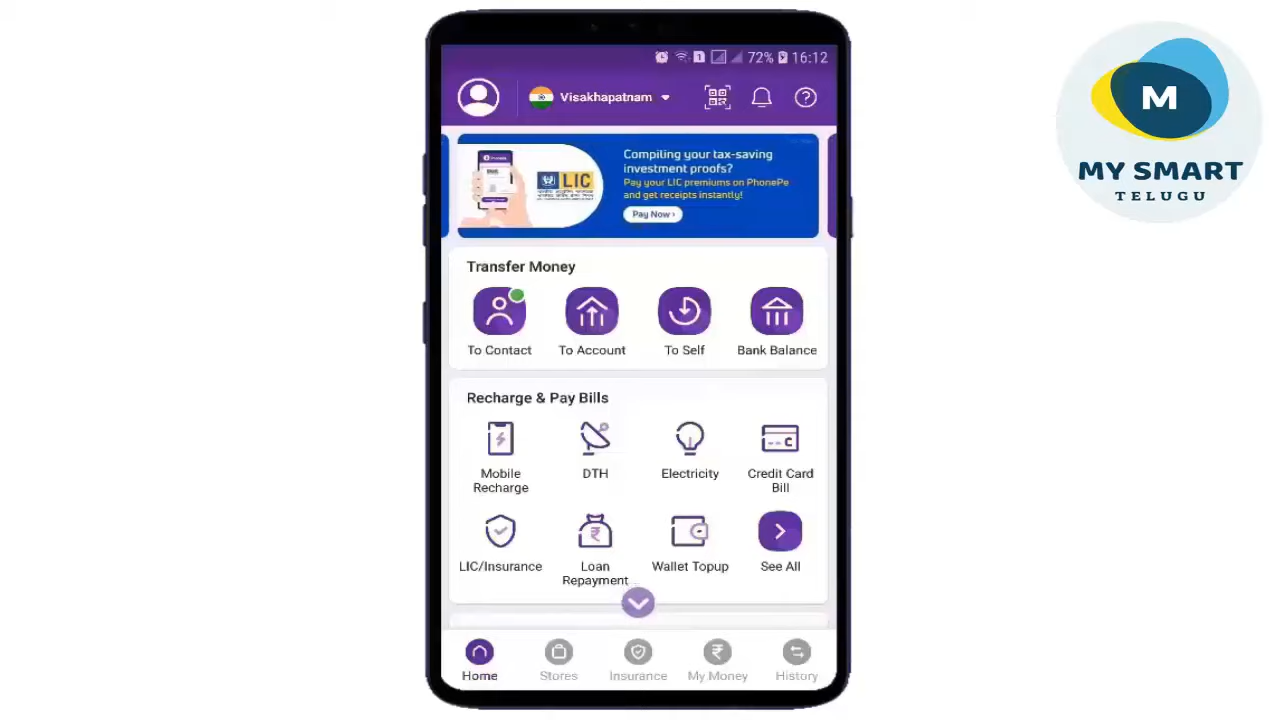 72% 16:12
Visakhapatnam
Compiling your tax-saving
investment proofs?
Pay your LIC premiums on PhonePe
and get receipts instantly!
Pay Now ›
LIC
Transfer Money
To Contact To Account To Self Bank Balance
Recharge & Pay Bills
Mobile
Recharge
DTH
Electricity
Credit Card
Bill
LIC/Insurance
Loan
Repayment
Wallet Topup
See All
Home Stores Insurance My Money History
M
MY SMART
TELUGU